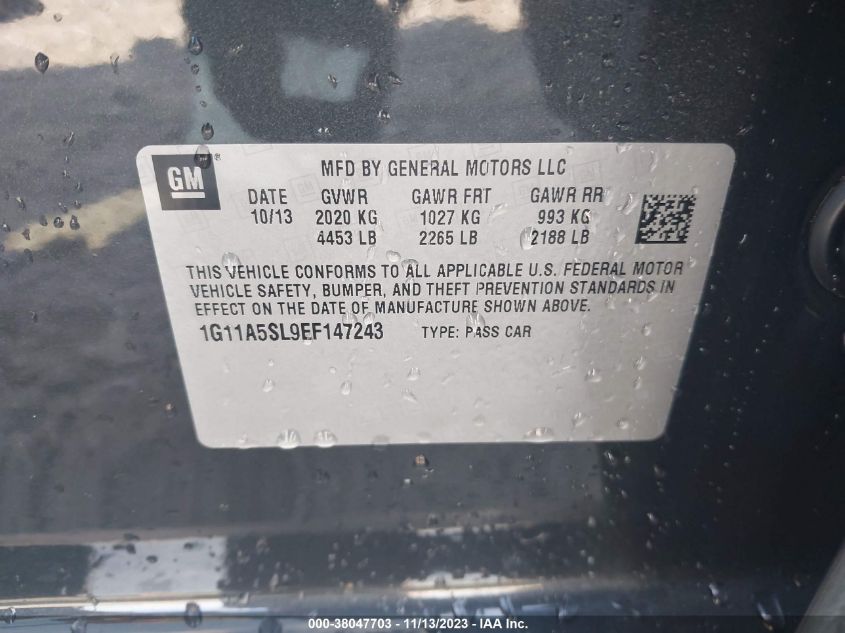 GM ®
MFD BY GENERAL MOTORS LLC
DATE GVWR GAWR FRT GAWR RR
10/13 2020 KG 1027 KG 993 KG
4453 LB 2265 LB 2188 LB
THIS VEHICLE CONFORMS TO ALL APPLICABLE U.S. FEDERAL MOTOR
VEHICLE SAFETY, BUMPER, AND THEFT PREVENTION STANDARDS IN
EFFECT ON THE DATE OF MANUFACTURE SHOWN ABOVE.
1G11A5SL9EF147243 TYPE: PASS CAR
000-38047703 - 11/13/2023 - IAA Inc.